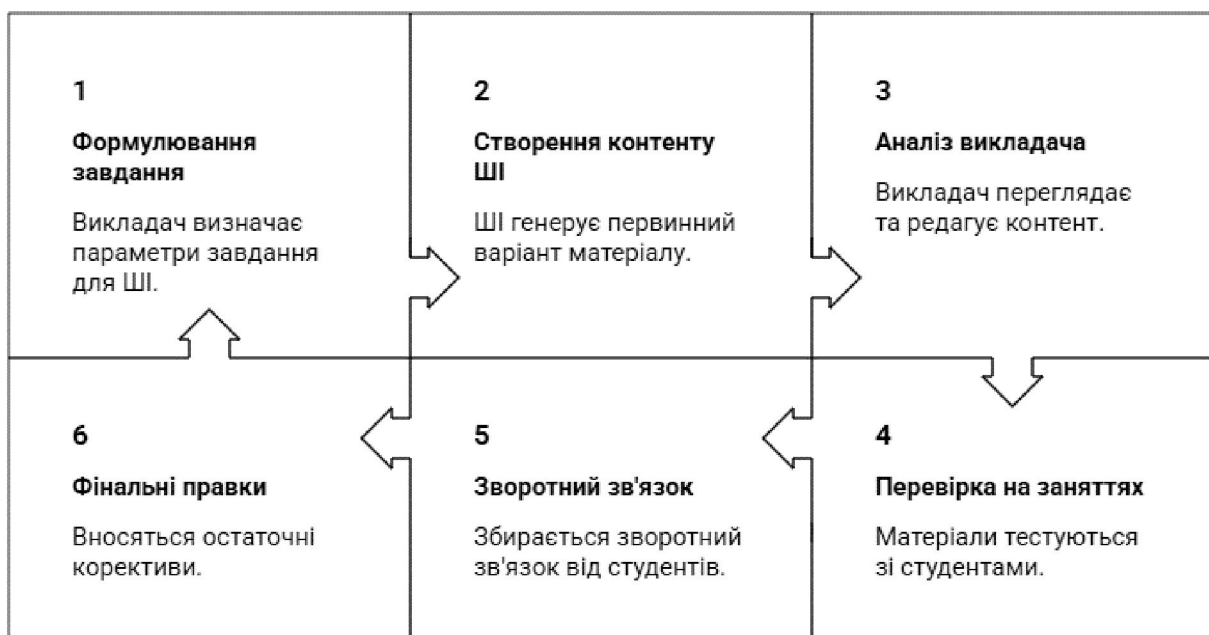 1
Формулювання
завдання
Викладач визначає
параметри завдання
для ШІ.
2
Створення контенту
ШІ
ШІ генерує первинний
варіант матеріалу.
3
Аналіз викладача
Викладач переглядає
та редагує контент.
6
Фінальні правки
Вносяться остаточні
корективи.
5
Зворотний зв'язок
Збирається зворотний
зв'язок від студентів.
4
Перевірка на заняттях
Матеріали тестуються
зі студентами.